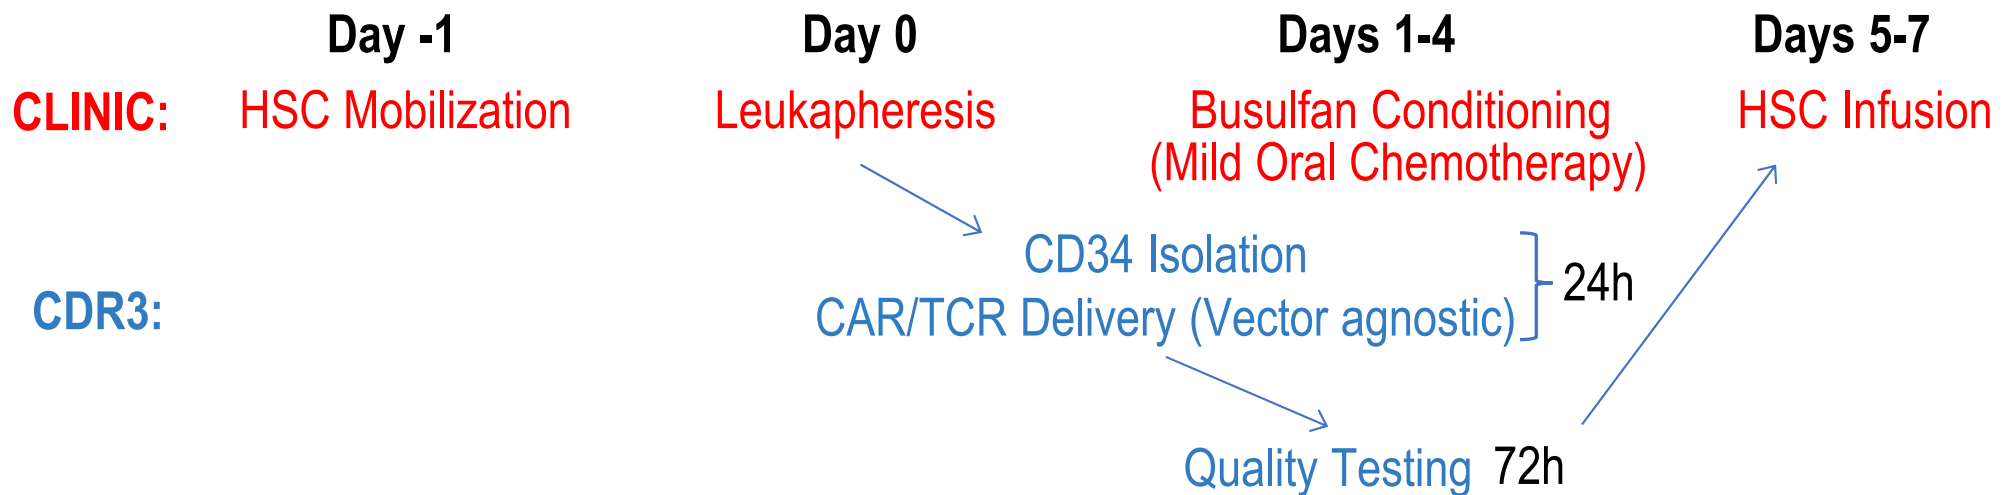 Day -1 Day 0 Days 1-4 Days 5-7
CLINIC: HSC Mobilization Leukapheresis Busulfan Conditioning HSC Infusion
(Mild Oral Chemotherapy)
CD34 Isolation
24h
CDR3: CAR/TCR Delivery (Vector agnostic)
Quality Testing 72h